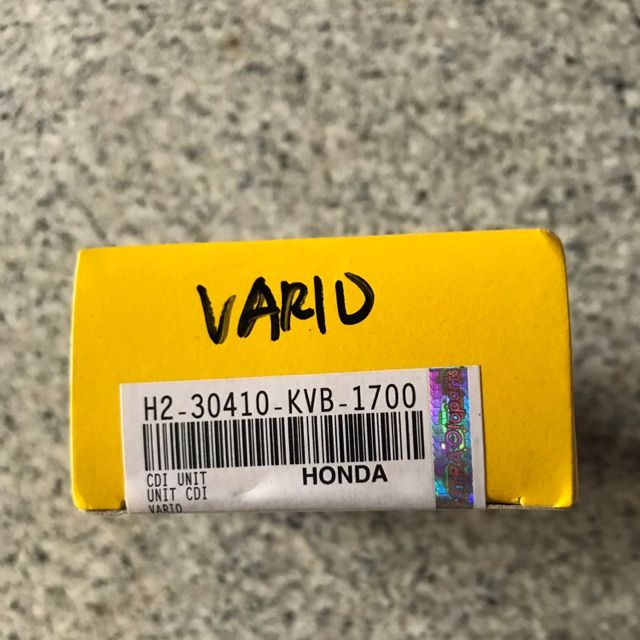 VARIO
H2-30410-KVB-1700
CDI UNIT
HONDA
UNIT CDI
VARIO